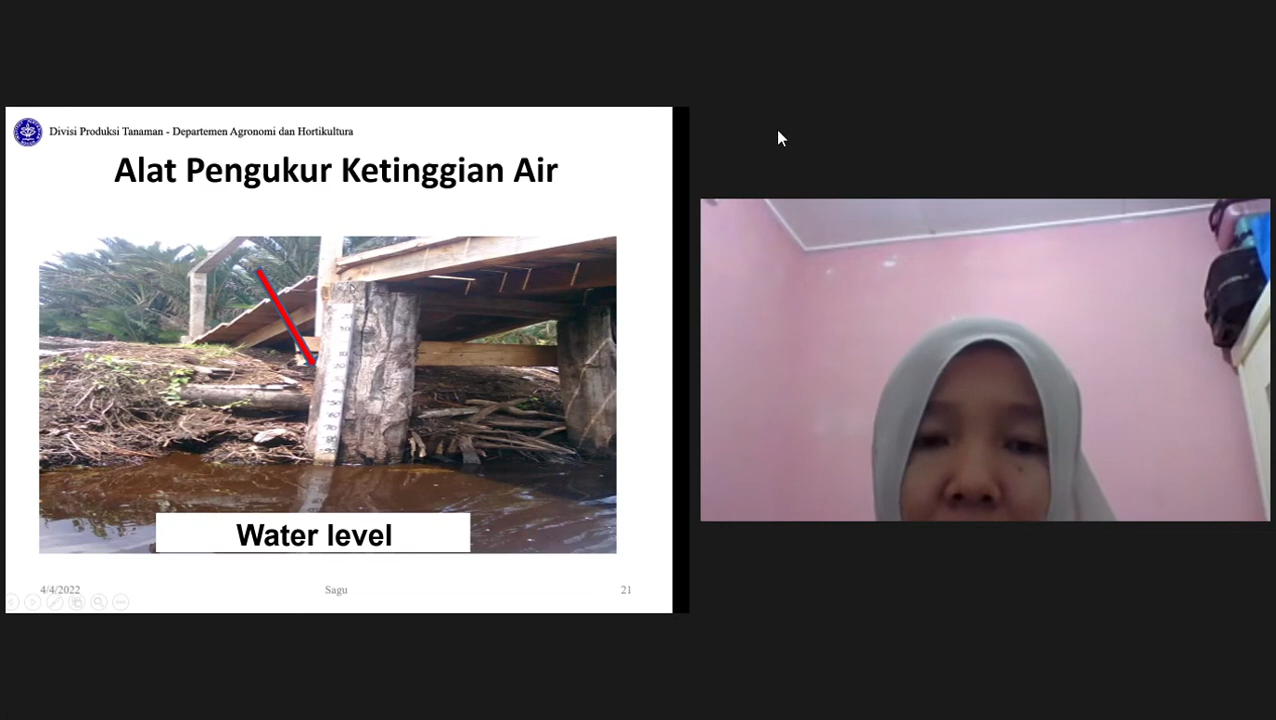 Divisi Produksi Tanaman - Departemen Agronomi dan Hortikultura
Alat Pengukur Ketinggian Air
Water level
4/4/2022
Sagu
21